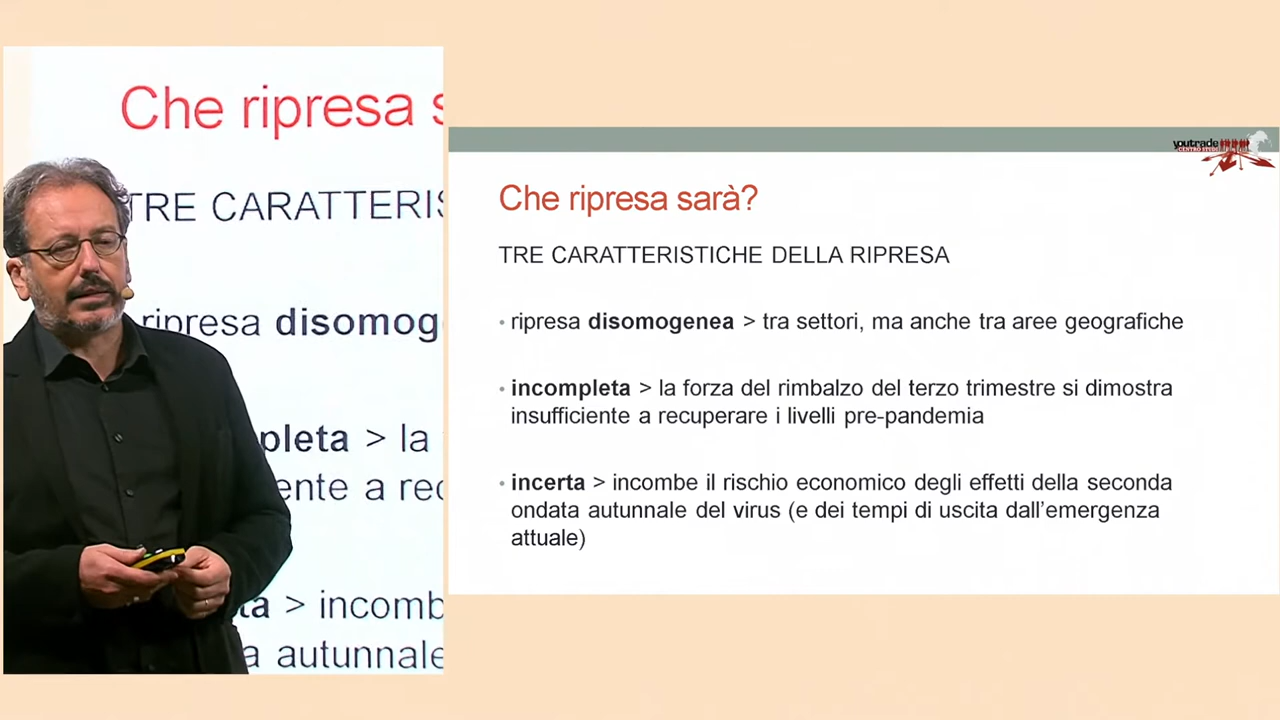 Che ripresa s
TRE CARATTERIS
ripresa disomog
pleta > la
ente a rec
ta > incomb
a autunnale
youtrade
CENTRO STUDI
Che ripresa sarà?
TRE CARATTERISTICHE DELLA RIPRESA
• ripresa disomogenea > tra settori, ma anche tra aree geografiche
• incompleta > la forza del rimbalzo del terzo trimestre si dimostra
insufficiente a recuperare i livelli pre-pandemia
• incerta > incombe il rischio economico degli effetti della seconda
ondata autunnale del virus (e dei tempi di uscita dall'emergenza
attuale)